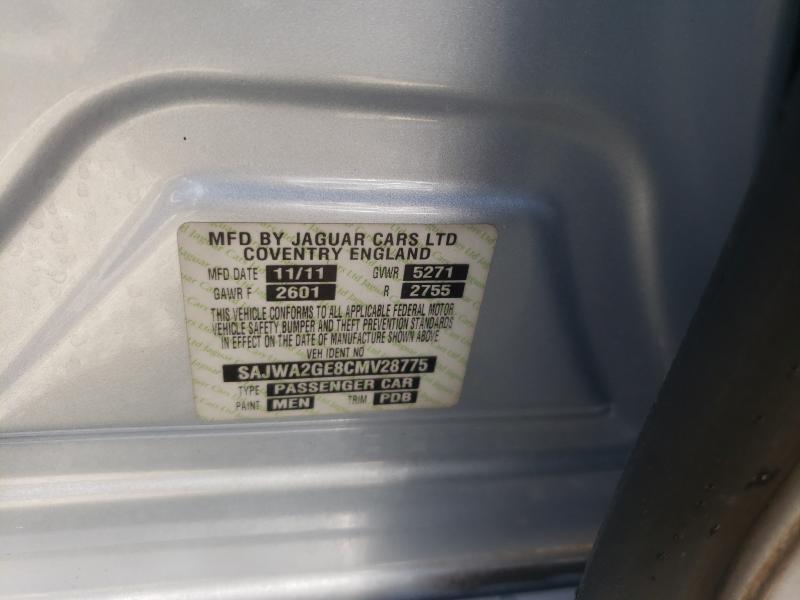 MFD BY JAGUAR CARS LTD
COVENTRY ENGLAND
MFD DATE 11/11 GVWR 5271
GAWR F 2601 R 2755
THIS VEHICLE CONFORMS TO ALL APPLICABLE FEDERAL MOTOR
VEHICLE SAFETY BUMPER AND THEFT PREVENTION STANDARDS
IN EFFECT ON THE DATE OF MANUFACTURE SHOWN ABOVE
VEH IDENT NO
SAJWA2GE8CMV28775
TYPE PASSENGER CAR
PAINT MEN TRIM PDB